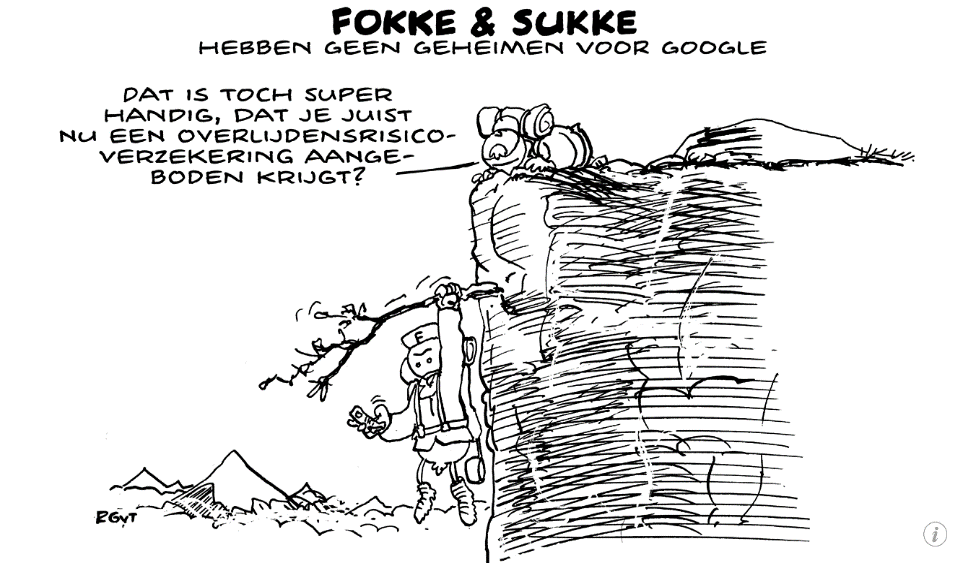 FOKKE & SUKKE
HEBBEN GEEN GEHEIMEN VOOR GOOGLE
DAT IS TOCH SUPER
HANDIG, DAT JE JUIST
NU EEN OVERLIJDENSRISICO-
VERZEKERING AANGE-
BODEN KRIJGT?
F
RGvT
i